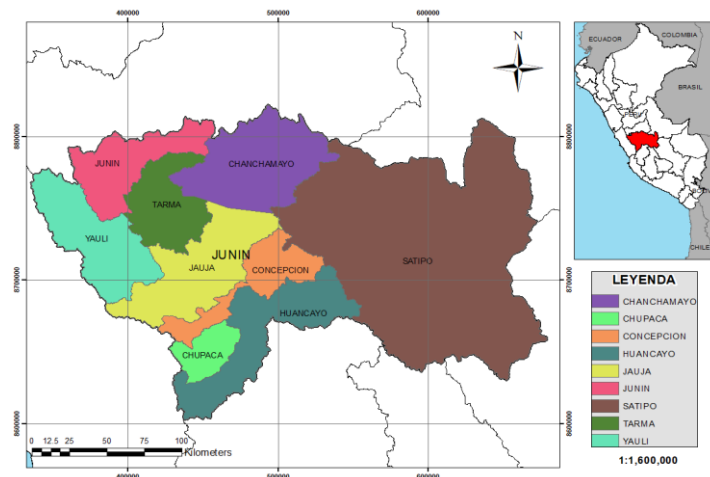 400000 500000 600000
N
8800000 8800000
JUNIN
CHANCHAMAYO
TARMA
YAULI
JUNIN
JAUJA
CONCEPCION
SATIPO
8700000 8700000
HUANCAYO
CHUPACA
8600000 8600000
0 12.5 25 50 75 100
Kilometers
400000 500000 600000
ECUADOR
COLOMBIA
BRASIL
PERU
CHILE
LEYENDA
CHANCHAMAYO
CHUPACA
CONCEPCION
HUANCAYO
JAUJA
JUNIN
SATIPO
TARMA
YAULI
1:1,600,000